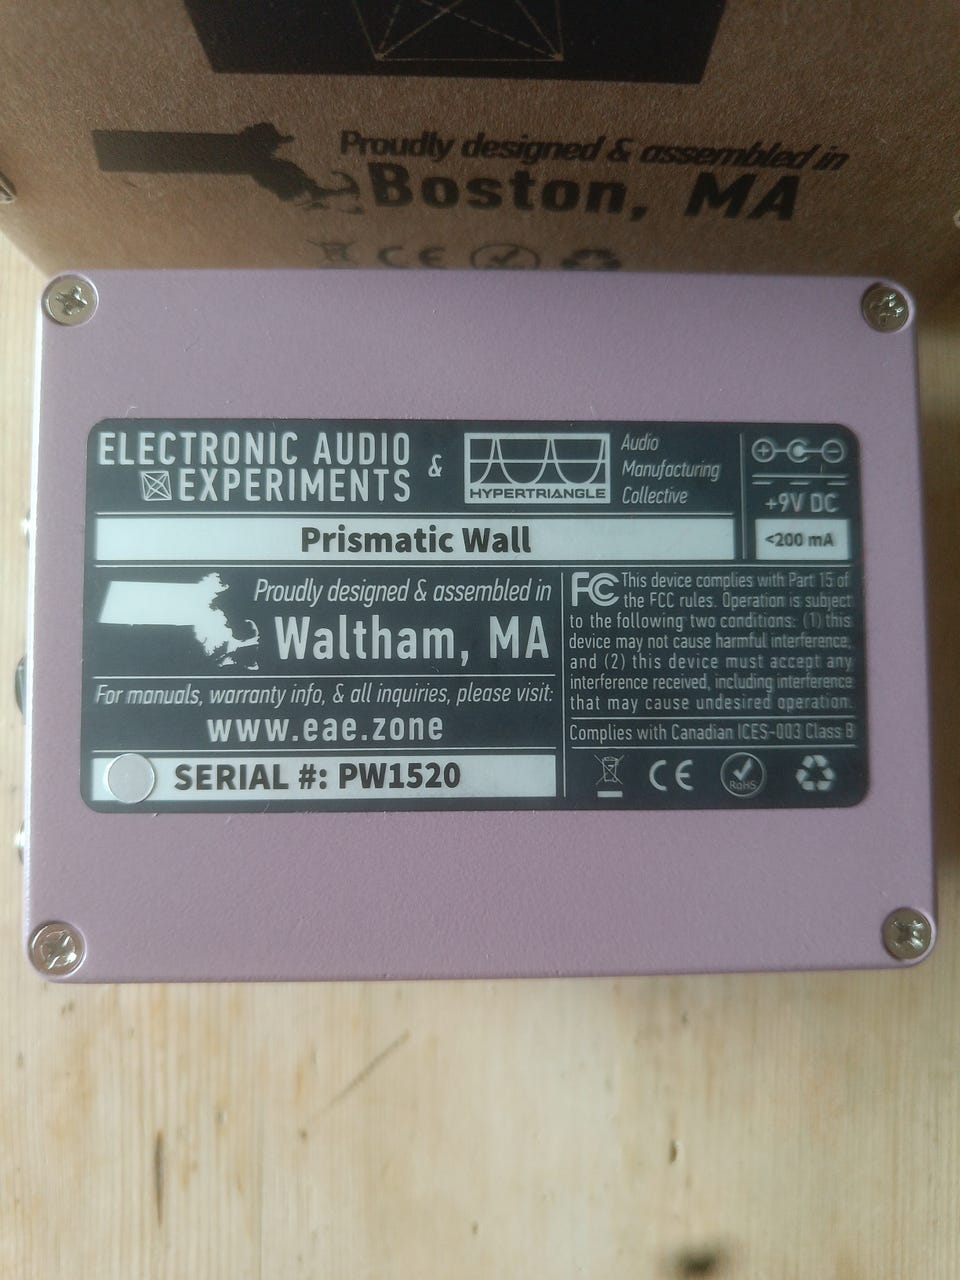 Proudly designed & assembled in
Boston, MA
CE
ELECTRONIC AUDIO
EXPERIMENTS
&
HYPERTRIANGLE
Audio
Manufacturing
Collective
+9V DC
<200 mA
Prismatic Wall
Proudly designed & assembled in
Waltham, MA
For manuals, warranty info, & all inquiries, please visit:
www.eae.zone
SERIAL #: PW1520
FC This device complies with Part 15 of
the FCC rules. Operation is subject
to the following two conditions: (1) this
device may not cause harmful interference,
and (2) this device must accept any
interference received, including interference
that may cause undesired operation.
Complies with Canadian ICES-003 Class B
CE
RoHS